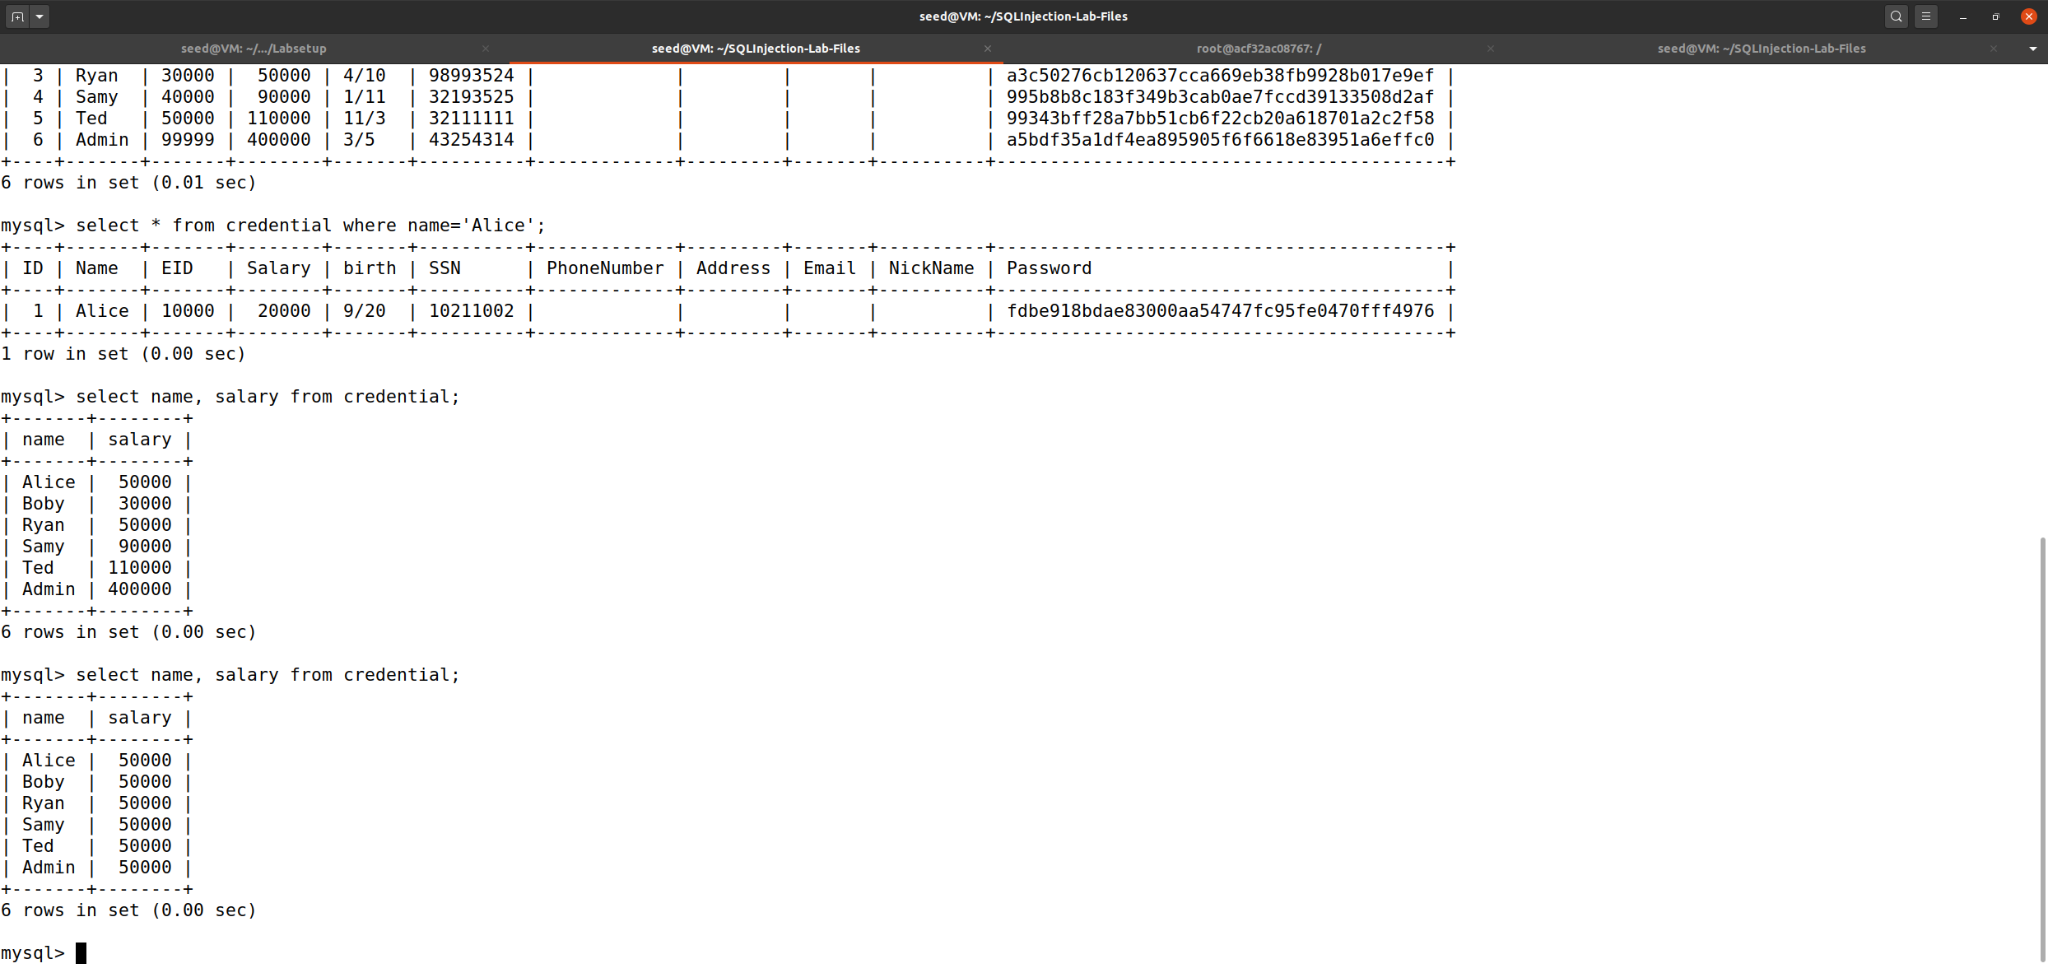 seed@VM: ~/SQLInjection-Lab-Files
seed@VM: ~/.../Labsetup seed@VM: ~/SQLInjection-Lab-Files root@acf32ac08767: / seed@VM: ~/SQLInjection-Lab-Files
|  3 | Ryan  | 30000 |  50000 | 4/10  | 98993524 |             |         |       |          | a3c50276cb120637cca669eb38fb9928b017e9ef |
|  4 | Samy  | 40000 |  90000 | 1/11  | 32193525 |             |         |       |          | 995b8b8c183f349b3cab0ae7fccd39133508d2af |
|  5 | Ted   | 50000 | 110000 | 11/3  | 32111111 |             |         |       |          | 99343bff28a7bb51cb6f22cb20a618701a2c2f58 |
|  6 | Admin | 99999 | 400000 | 3/5   | 43254314 |             |         |       |          | a5bdf35a1df4ea895905f6f6618e83951a6effc0 |
+----+-------+-------+--------+-------+----------+-------------+---------+-------+----------+------------------------------------------+
6 rows in set (0.01 sec)
mysql> select * from credential where name='Alice';
+----+-------+-------+--------+-------+----------+-------------+---------+-------+----------+------------------------------------------+
| ID | Name  | EID   | Salary | birth | SSN      | PhoneNumber | Address | Email | NickName | Password                                 |
+----+-------+-------+--------+-------+----------+-------------+---------+-------+----------+------------------------------------------+
|  1 | Alice | 10000 |  20000 | 9/20  | 10211002 |             |         |       |          | fdbe918bdae83000aa54747fc95fe0470fff4976 |
+----+-------+-------+--------+-------+----------+-------------+---------+-------+----------+------------------------------------------+
1 row in set (0.00 sec)
mysql> select name, salary from credential;
+-------+--------+
| name  | salary |
+-------+--------+
| Alice |  50000 |
| Boby  |  30000 |
| Ryan  |  50000 |
| Samy  |  90000 |
| Ted   | 110000 |
| Admin | 400000 |
+-------+--------+
6 rows in set (0.00 sec)
mysql> select name, salary from credential;
+-------+--------+
| name  | salary |
+-------+--------+
| Alice |  50000 |
| Boby  |  50000 |
| Ryan  |  50000 |
| Samy  |  50000 |
| Ted   |  50000 |
| Admin |  50000 |
+-------+--------+
6 rows in set (0.00 sec)
mysql>